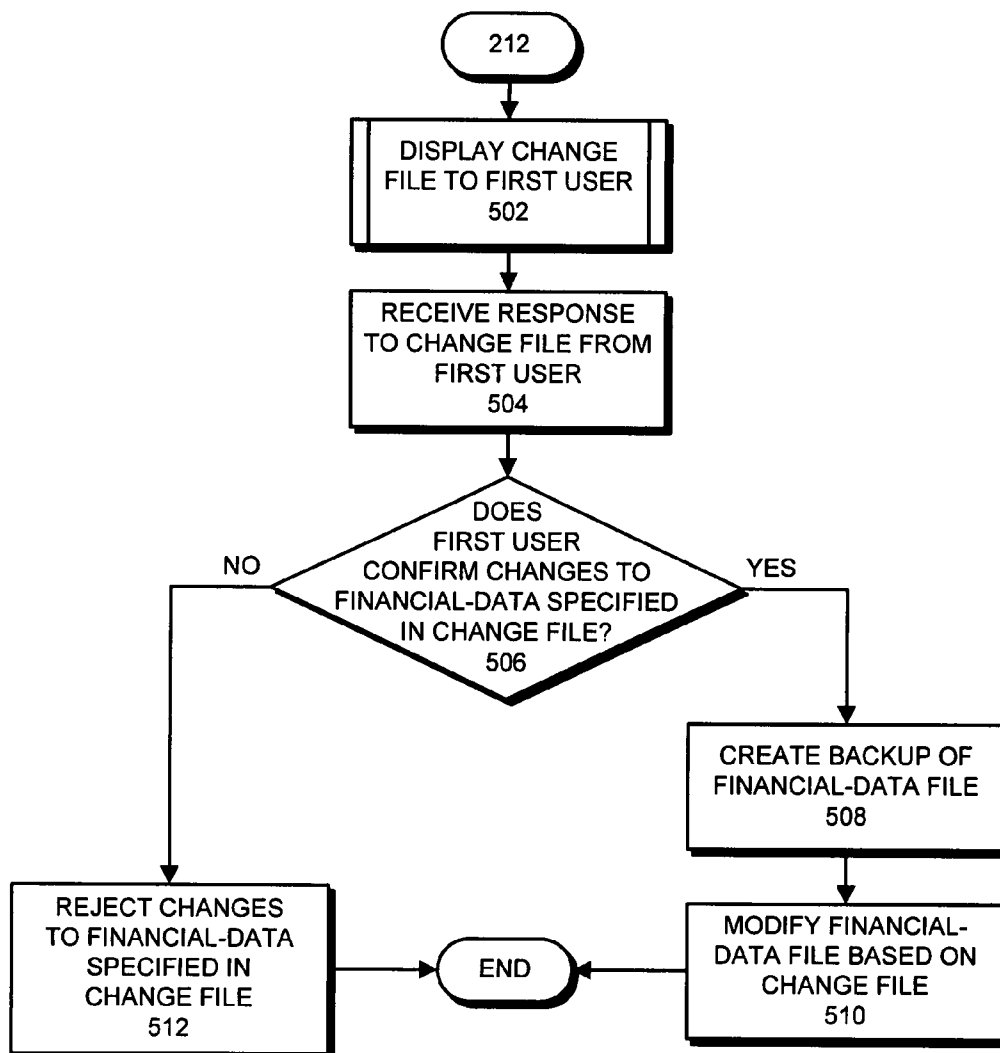 212
DISPLAY CHANGE
FILE TO FIRST USER
502
RECEIVE RESPONSE
TO CHANGE FILE FROM
FIRST USER
504
DOES
FIRST USER
CONFIRM CHANGES TO
FINANCIAL-DATA SPECIFIED
IN CHANGE FILE?
506
NO
YES
CREATE BACKUP OF
FINANCIAL-DATA FILE
508
REJECT CHANGES
TO FINANCIAL-DATA
SPECIFIED IN
CHANGE FILE
512
END
MODIFY FINANCIAL-
DATA FILE BASED ON
CHANGE FILE
510